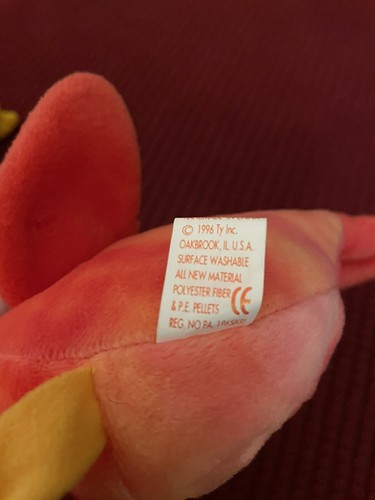 © 1996 Ty Inc.
OAKBROOK, IL U.S.A.
SURFACE WASHABLE
ALL NEW MATERIAL
POLYESTER FIBER
& P.E. PELLETS CE
REG. NO PA.